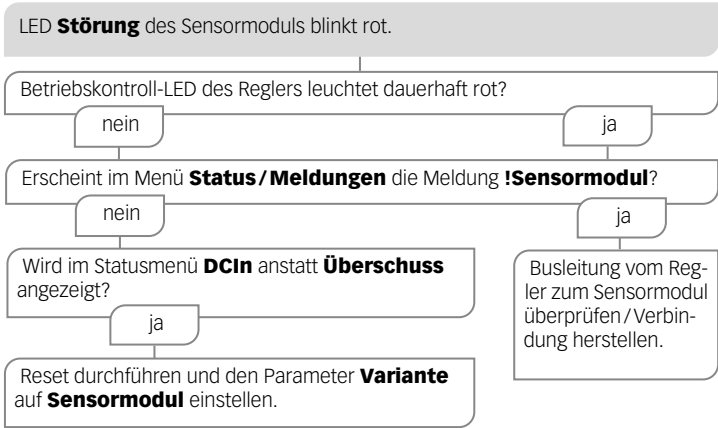 LED Störung des Sensormoduls blinkt rot.
Betriebskontroll-LED des Reglers leuchtet dauerhaft rot?
nein
ja
Erscheint im Menü Status / Meldungen die Meldung !Sensormodul?
nein
ja
Wird im Statusmenü DCIn anstatt Überschuss
angezeigt?
ja
Reset durchführen und den Parameter Variante
auf Sensormodul einstellen.
Busleitung vom Reg-
ler zum Sensormodul
überprüfen / Verbin-
dung herstellen.